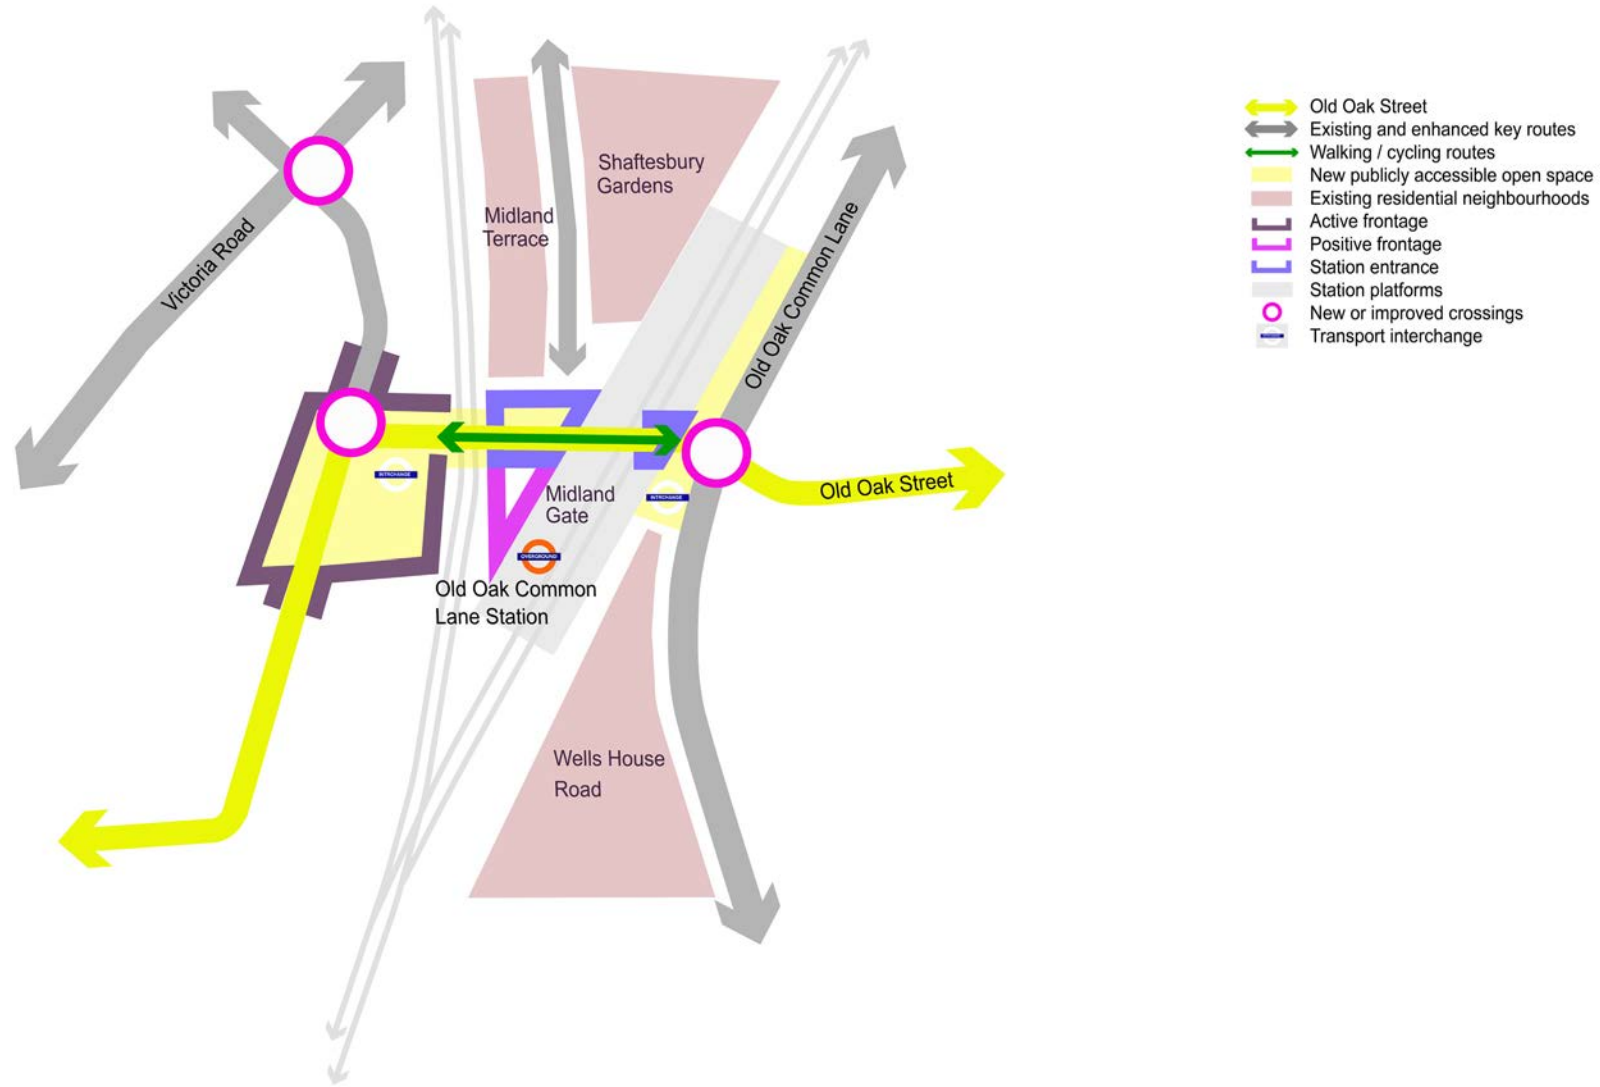 Old Oak Street
Existing and enhanced key routes
Walking / cycling routes
New publicly accessible open space
Existing residential neighbourhoods
Active frontage
Positive frontage
Station entrance
Station platforms
New or improved crossings
Transport interchange
Shaftesbury
Gardens
Midland
Terrace
Victoria Road
Old Oak Common Lane
Old Oak Street
Midland
Gate
OVERGROUND
Old Oak Common
Lane Station
Wells House
Road